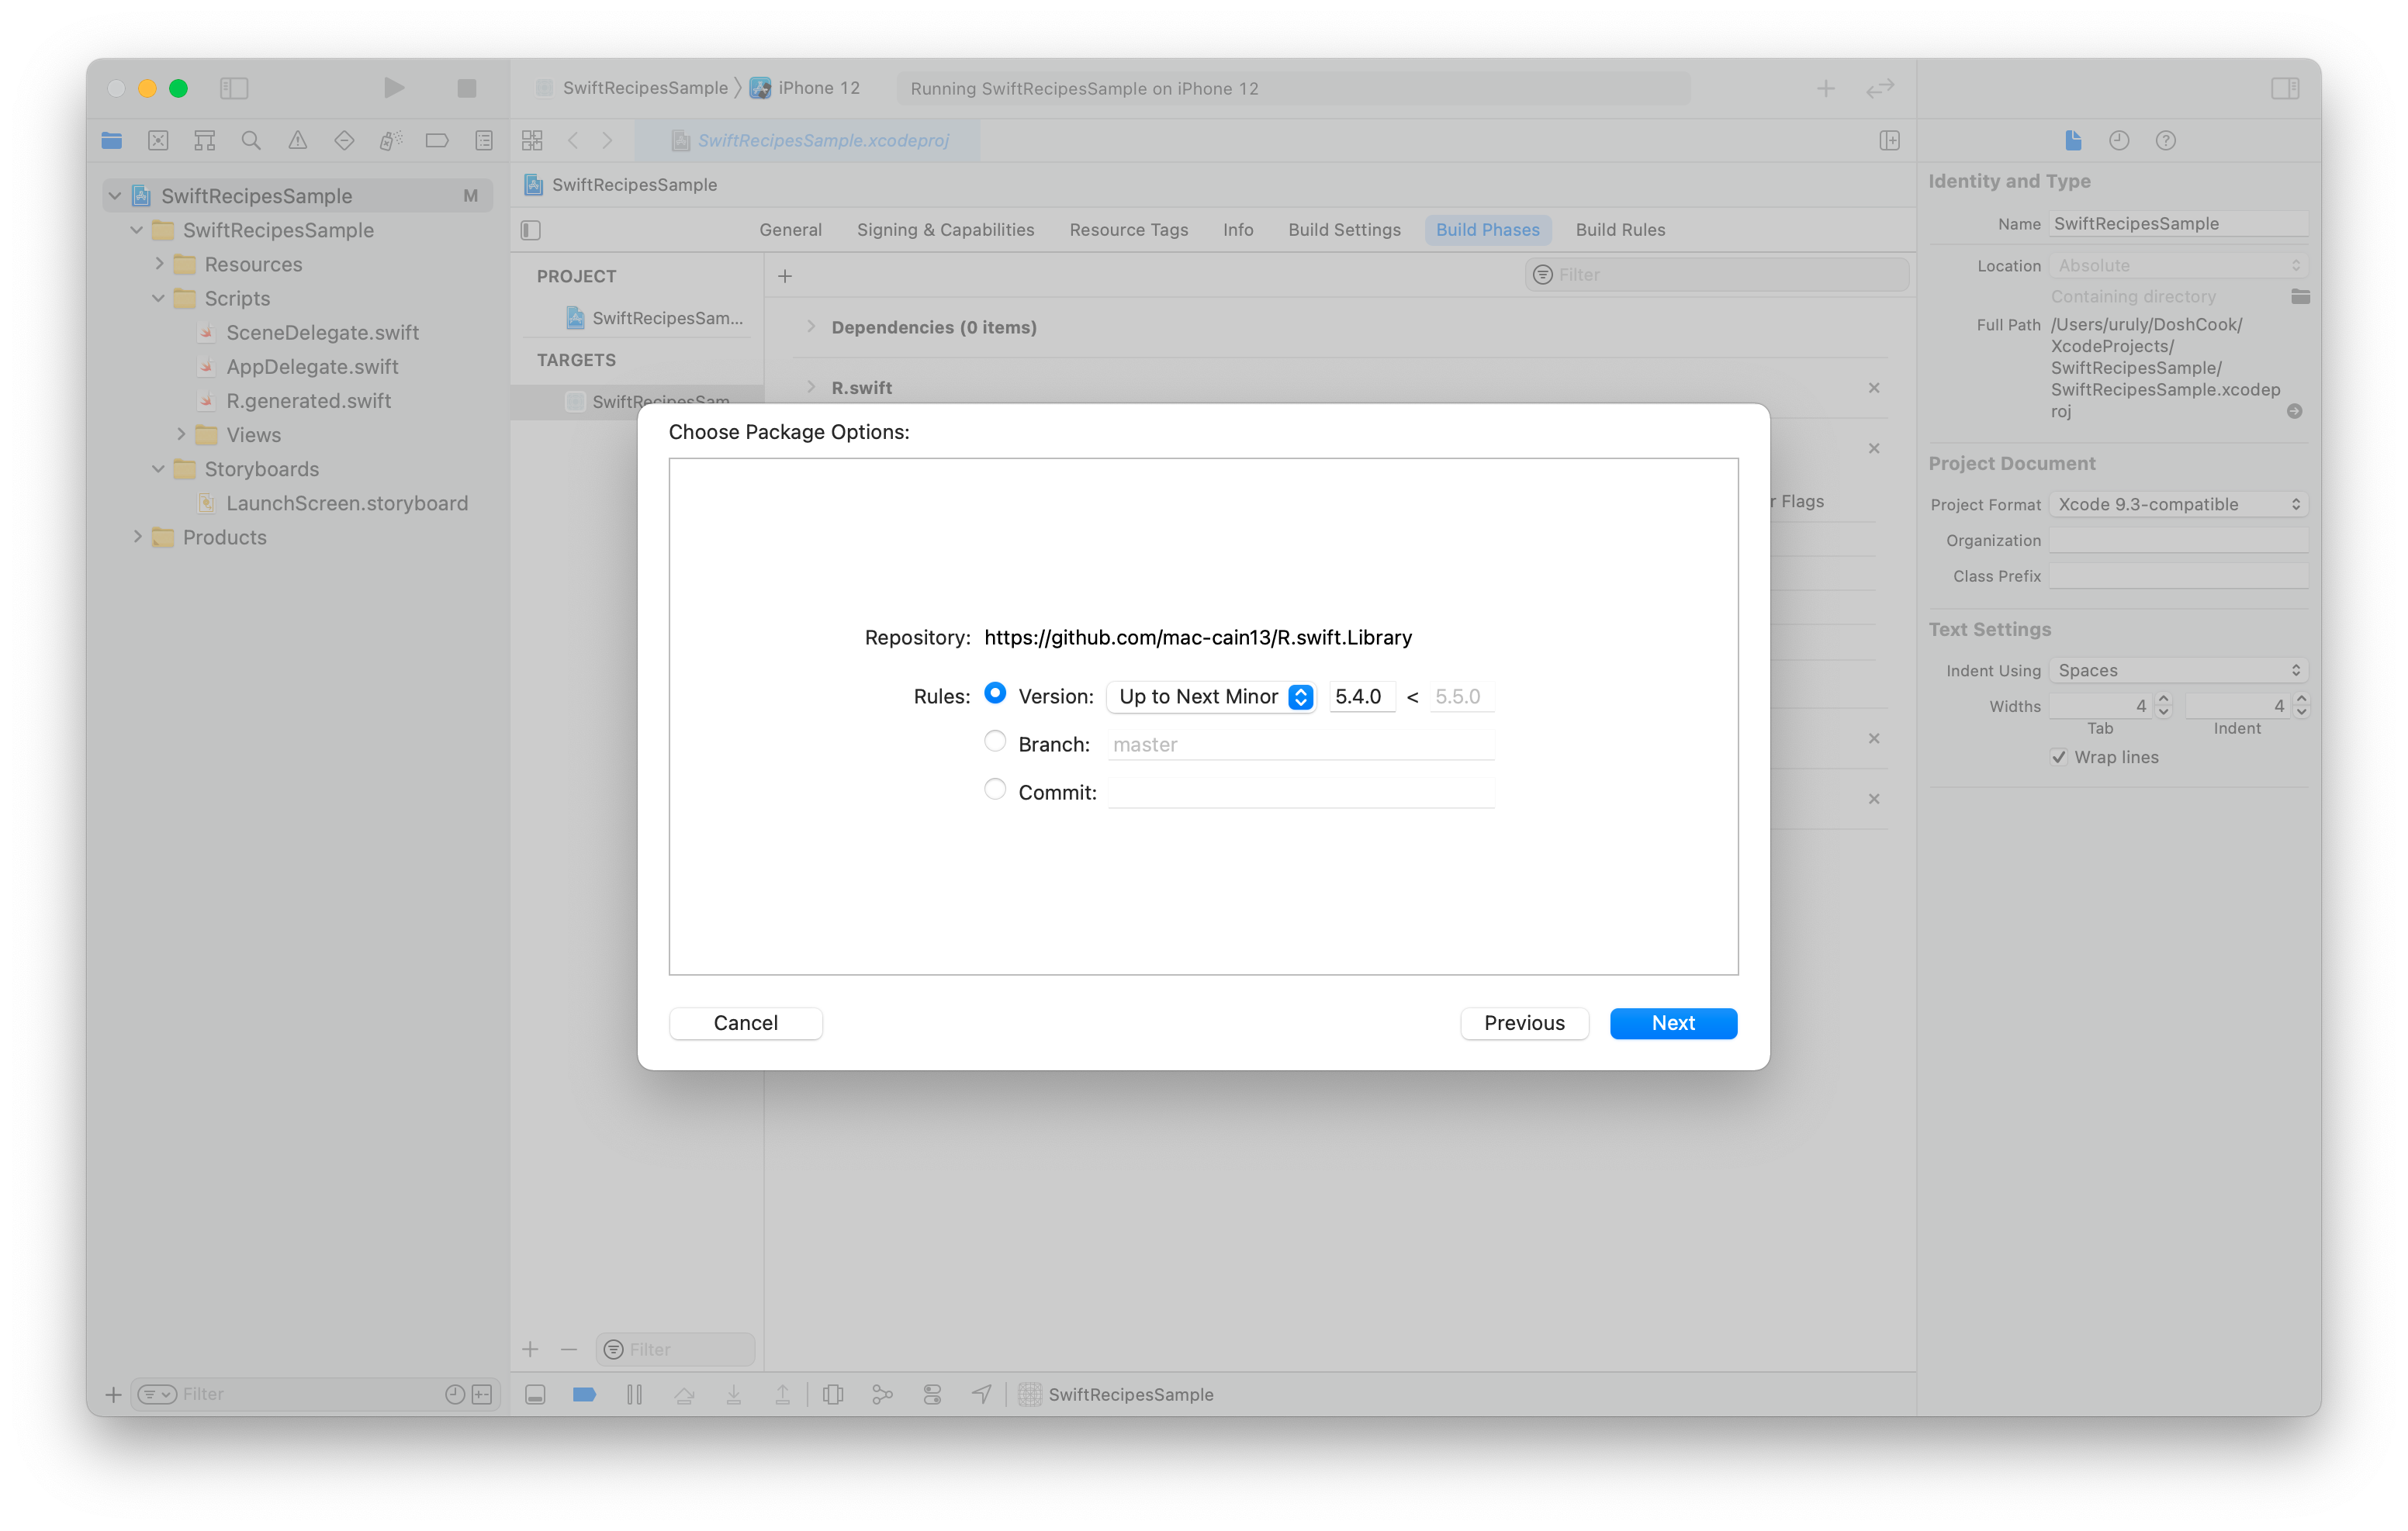 SwiftRecipesSample 〉 iPhone 12
Running SwiftRecipesSample on iPhone 12
SwiftRecipesSample.xcodeproj
SwiftRecipesSample M
SwiftRecipesSample
Resources
Scripts
SceneDelegate.swift
AppDelegate.swift
R.generated.swift
Views
Storyboards
LaunchScreen.storyboard
Products
Filter
SwiftRecipesSample
General Signing & Capabilities Resource Tags Info Build Settings Build Phases Build Rules
PROJECT
SwiftRecipesSam...
TARGETS
SwiftRecipesSam
Filter
Filter
Dependencies (0 items)
R.swift
r Flags
Choose Package Options:
Repository: https://github.com/mac-cain13/R.swift.Library
Rules: Version: Up to Next Minor 5.4.0 < 5.5.0
Branch: master
Commit:
Cancel Previous Next
SwiftRecipesSample
Identity and Type
Name SwiftRecipesSample
Location Absolute
Containing directory
Full Path /Users/uruly/DoshCook/
XcodeProjects/
SwiftRecipesSample/
SwiftRecipesSample.xcodep
roj
Project Document
Project Format Xcode 9.3-compatible
Organization
Class Prefix
Text Settings
Indent Using Spaces
Widths 4 4
Tab Indent
Wrap lines